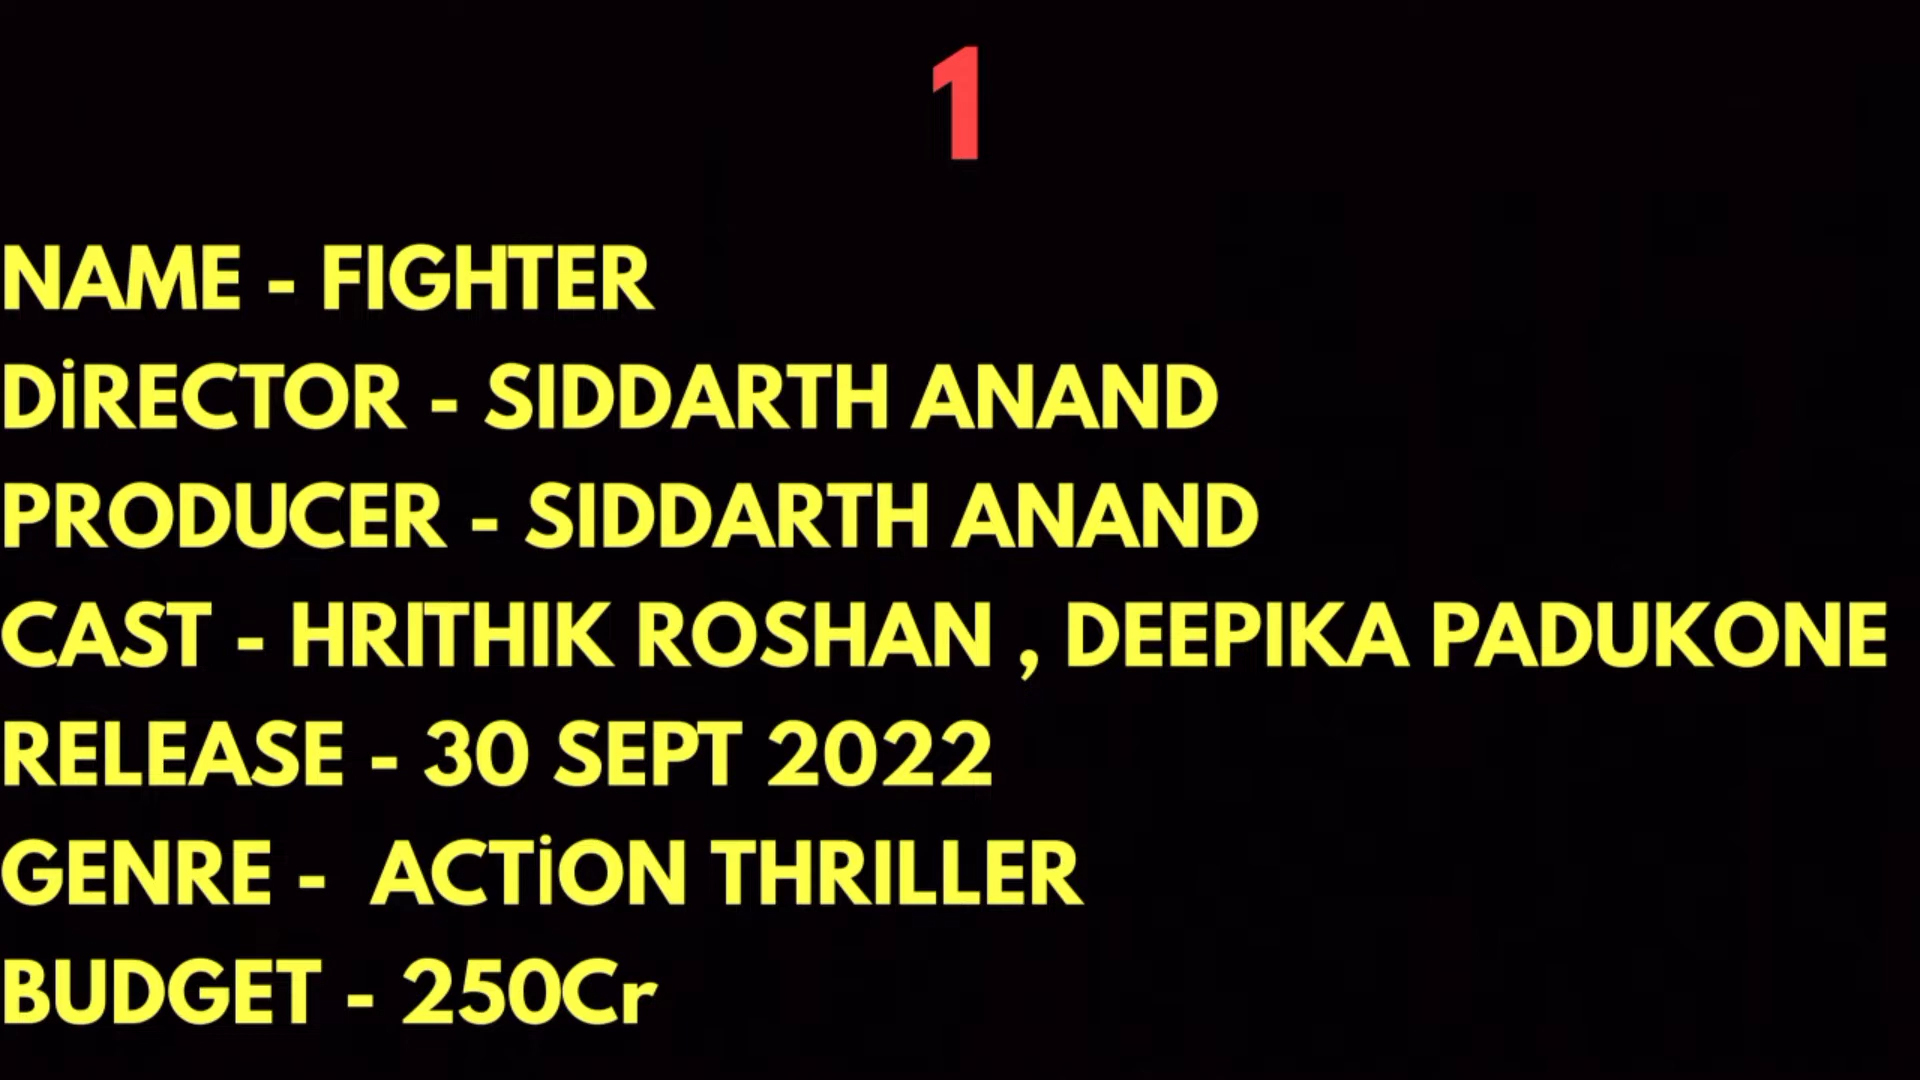 1
NAME - FIGHTER
DiRECTOR - SIDDARTH ANAND
PRODUCER - SIDDARTH ANAND
CAST - HRITHIK ROSHAN , DEEPIKA PADUKONE
RELEASE - 30 SEPT 2022
GENRE -  ACTiON THRILLER
BUDGET - 250Cr